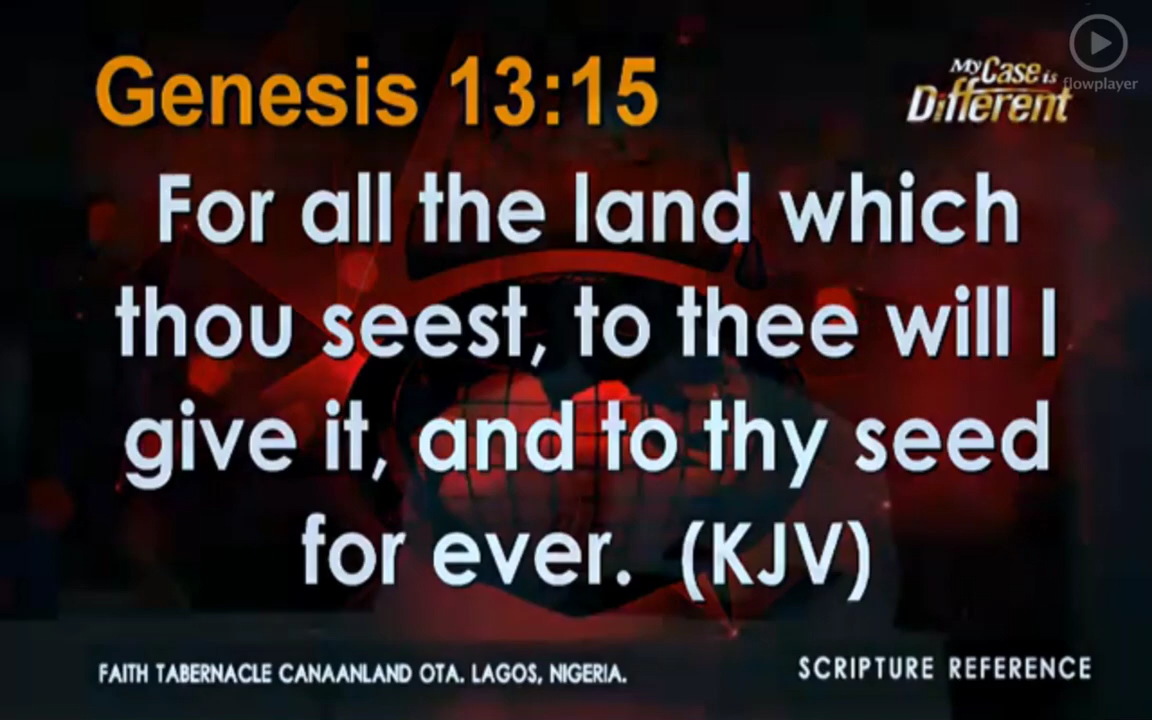 Genesis 13:15
My Case is
Different
flowplayer
For all the land which
thou seest, to thee will I
give it, and to thy seed
for ever. (KJV)
FAITH TABERNACLE CANAANLAND OTA. LAGOS, NIGERIA.
SCRIPTURE REFERENCE